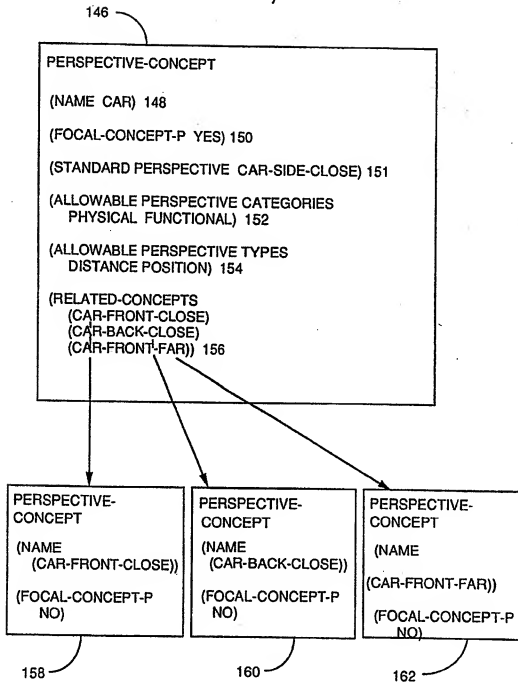 146
PERSPECTIVE-CONCEPT
(NAME CAR) 148
(FOCAL-CONCEPT-P YES) 150
(STANDARD PERSPECTIVE CAR-SIDE-CLOSE) 151
(ALLOWABLE PERSPECTIVE CATEGORIES
PHYSICAL FUNCTIONAL) 152
(ALLOWABLE PERSPECTIVE TYPES
DISTANCE POSITION) 154
(RELATED-CONCEPTS
(CAR-FRONT-CLOSE)
(CAR-BACK-CLOSE)
(CAR-FRONT-FAR)) 156
PERSPECTIVE-
CONCEPT
(NAME
(CAR-FRONT-CLOSE))
(FOCAL-CONCEPT-P
NO)
158
PERSPECTIVE-
CONCEPT
(NAME
(CAR-BACK-CLOSE))
(FOCAL-CONCEPT-P
NO)
160
PERSPECTIVE-
CONCEPT
(NAME
(CAR-FRONT-FAR))
(FOCAL-CONCEPT-P
NO)
162